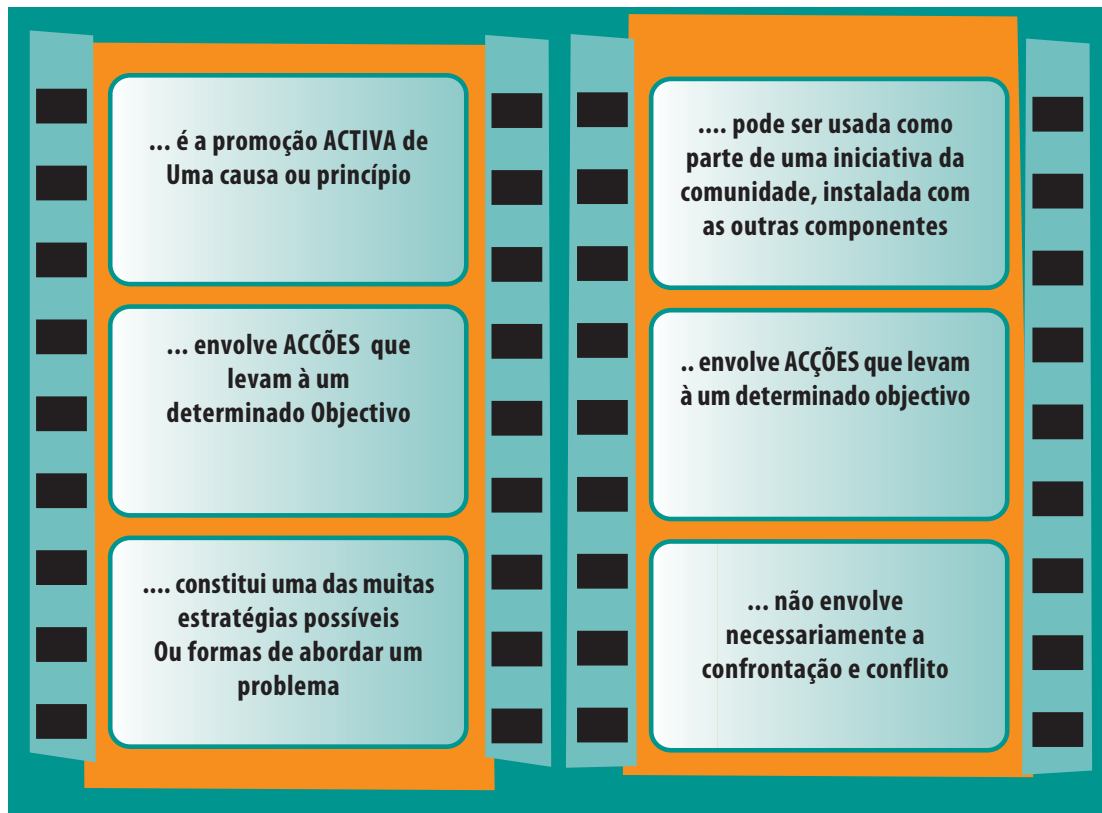 ... é a promoção ACTIVA de
Uma causa ou princípio
... envolve ACCÕES que
levam à um
determinado Objectivo
.... constitui uma das muitas
estratégias possíveis
Ou formas de abordar um
problema
.... pode ser usada como
parte de uma iniciativa da
comunidade, instalada com
as outras componentes
.. envolve ACÇÕES que levam
à um determinado objectivo
... não envolve
necessariamente a
confrontação e conflito